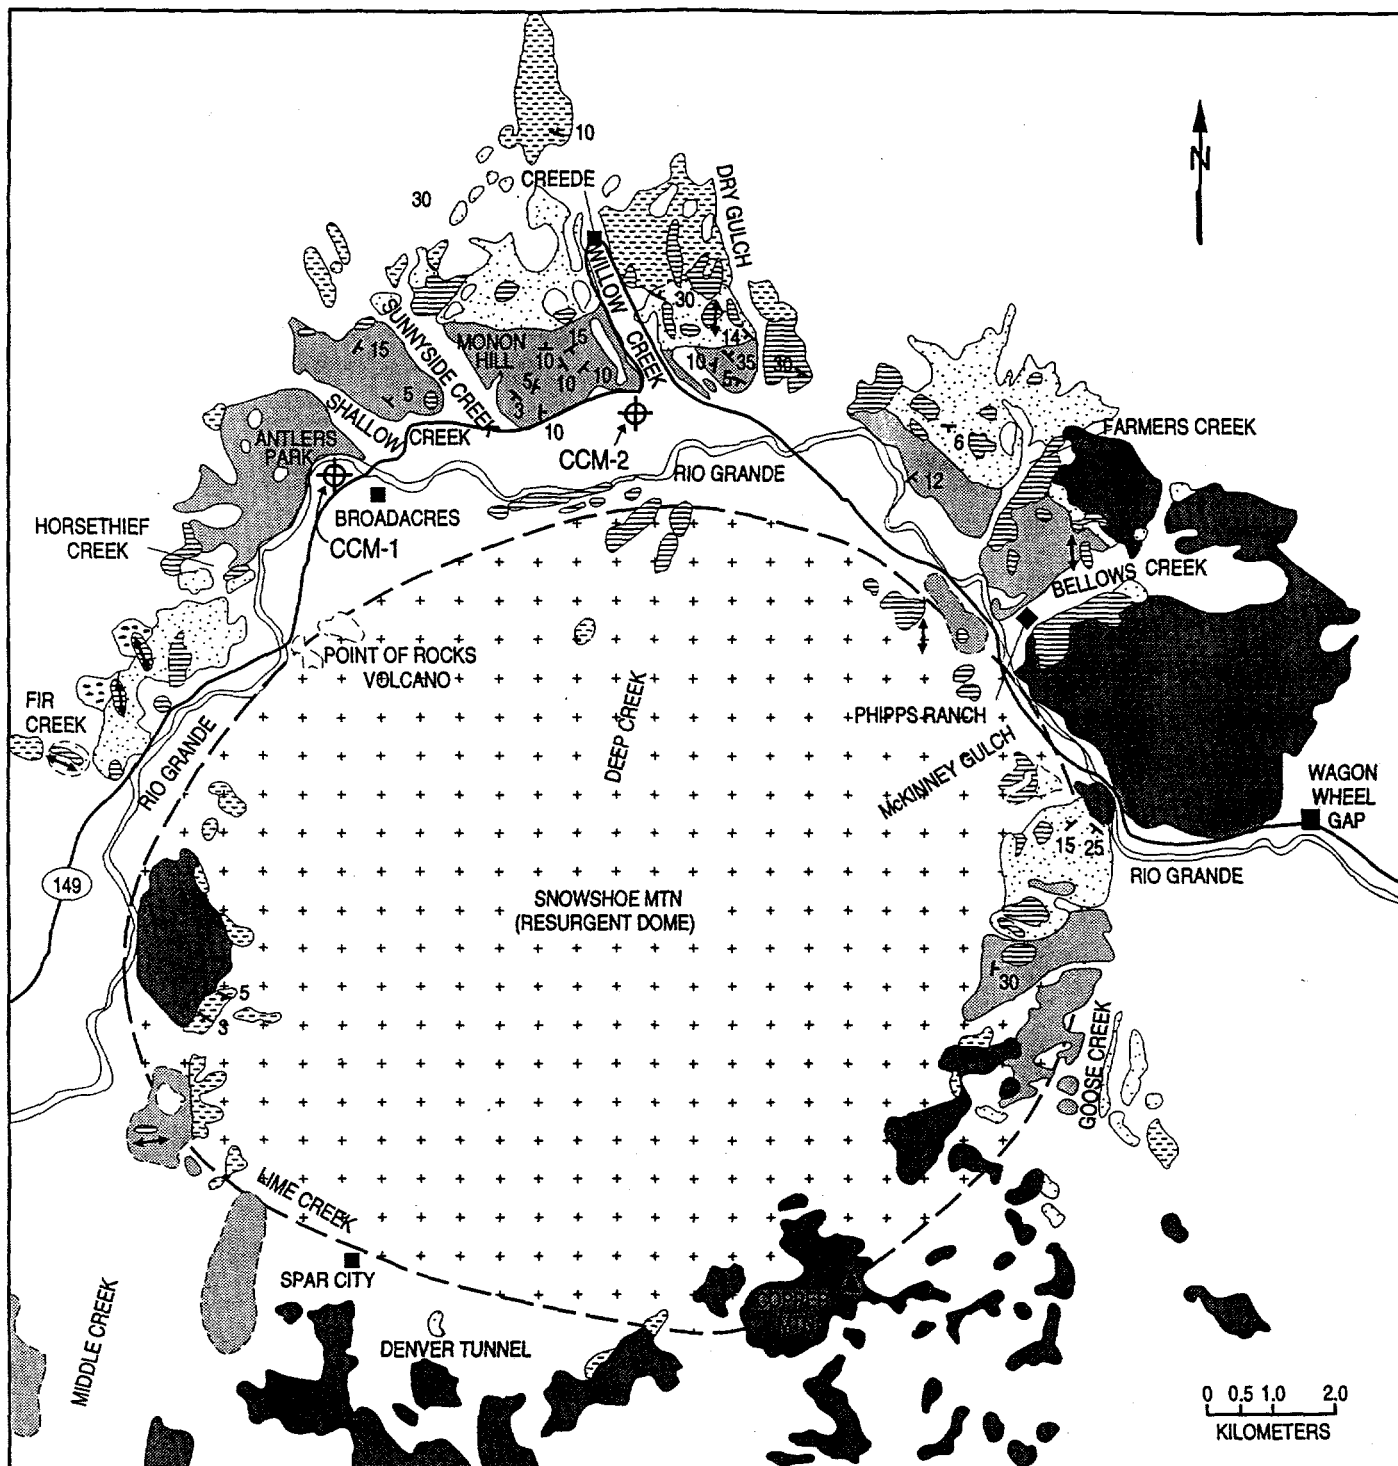 10
CREEDE
30
DRY GULCH
N
WILLOW
CREEK
30
14
35
10
5
30
SUNNYSIDE CREEK
MONON
HILL
15
10
10
10
5
3
10
15
5
SHALLOW
CREEK
ANTLERS
PARK
CCM-2
RIO GRANDE
FARMERS CREEK
6
12
BROADACRES
CCM-1
HORSETHIEF
CREEK
BELLOWS CREEK
POINT OF ROCKS
VOLCANO
FIR
CREEK
RIO GRANDE
DEEP CREEK
PHIPPS RANCH
McKINNEY GULCH
WAGON
WHEEL
GAP
15
25
RIO GRANDE
149
SNOWSHOE MTN
(RESURGENT DOME)
30
5
3
GOOSE CREEK
LIME CREEK
SPAR CITY
MIDDLE CREEK
DENVER TUNNEL
0 0.5 1.0 2.0
KILOMETERS